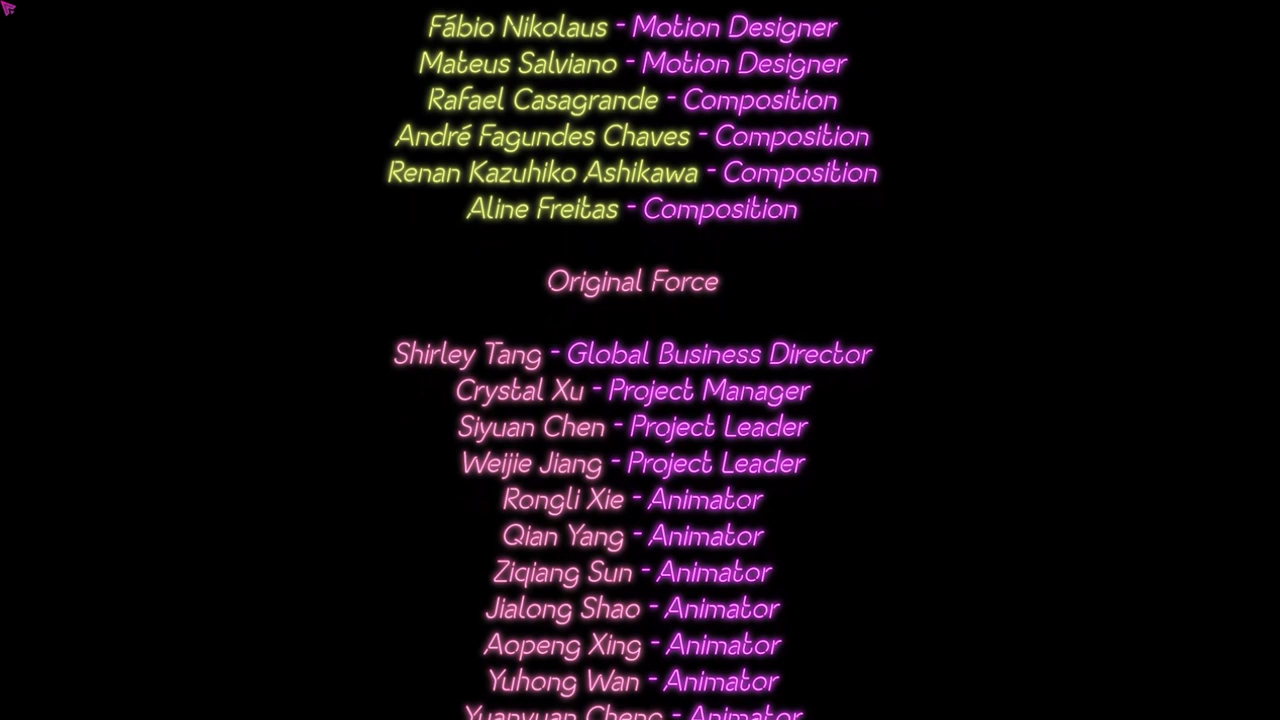 Fábio Nikolaus - Motion Designer
Mateus Salviano - Motion Designer
Rafael Casagrande - Composition
André Fagundes Chaves - Composition
Renan Kazuhiko Ashikawa - Composition
Aline Freitas - Composition
Original Force
Shirley Tang - Global Business Director
Crystal Xu - Project Manager
Siyuan Chen - Project Leader
Weijie Jiang - Project Leader
Rongli Xie - Animator
Qian Yang - Animator
Ziqiang Sun - Animator
Jialong Shao - Animator
Aopeng Xing - Animator
Yuhong Wan - Animator
Yuanyuan Cheng - Animator